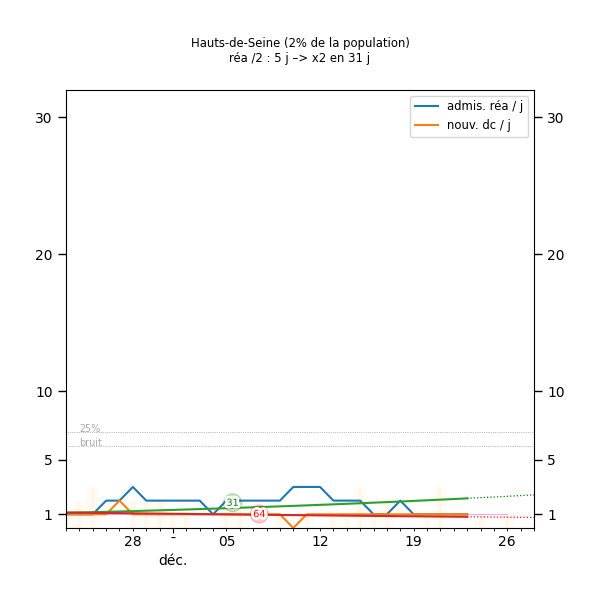 Hauts-de-Seine (2% de la population)
réa /2 : 5 j –> x2 en 31 j
admis. réa / j
nouv. dc / j
30 30
20 20
10 10
25%
bruit
5 5
31
64
1 1
28 - 05 12 19 26
déc.